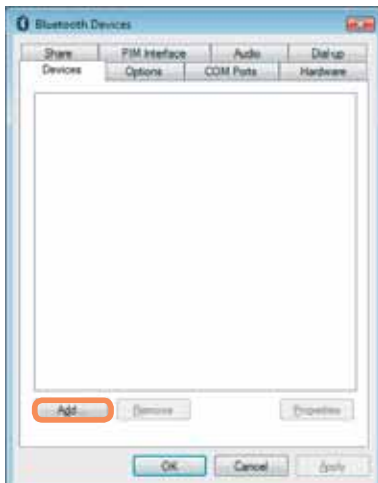 Bluetooth Devices
Share PIM Interface Audio Dial-up
Devices Options COM Ports Hardware
Add... Remove Properties
OK Cancel Apply